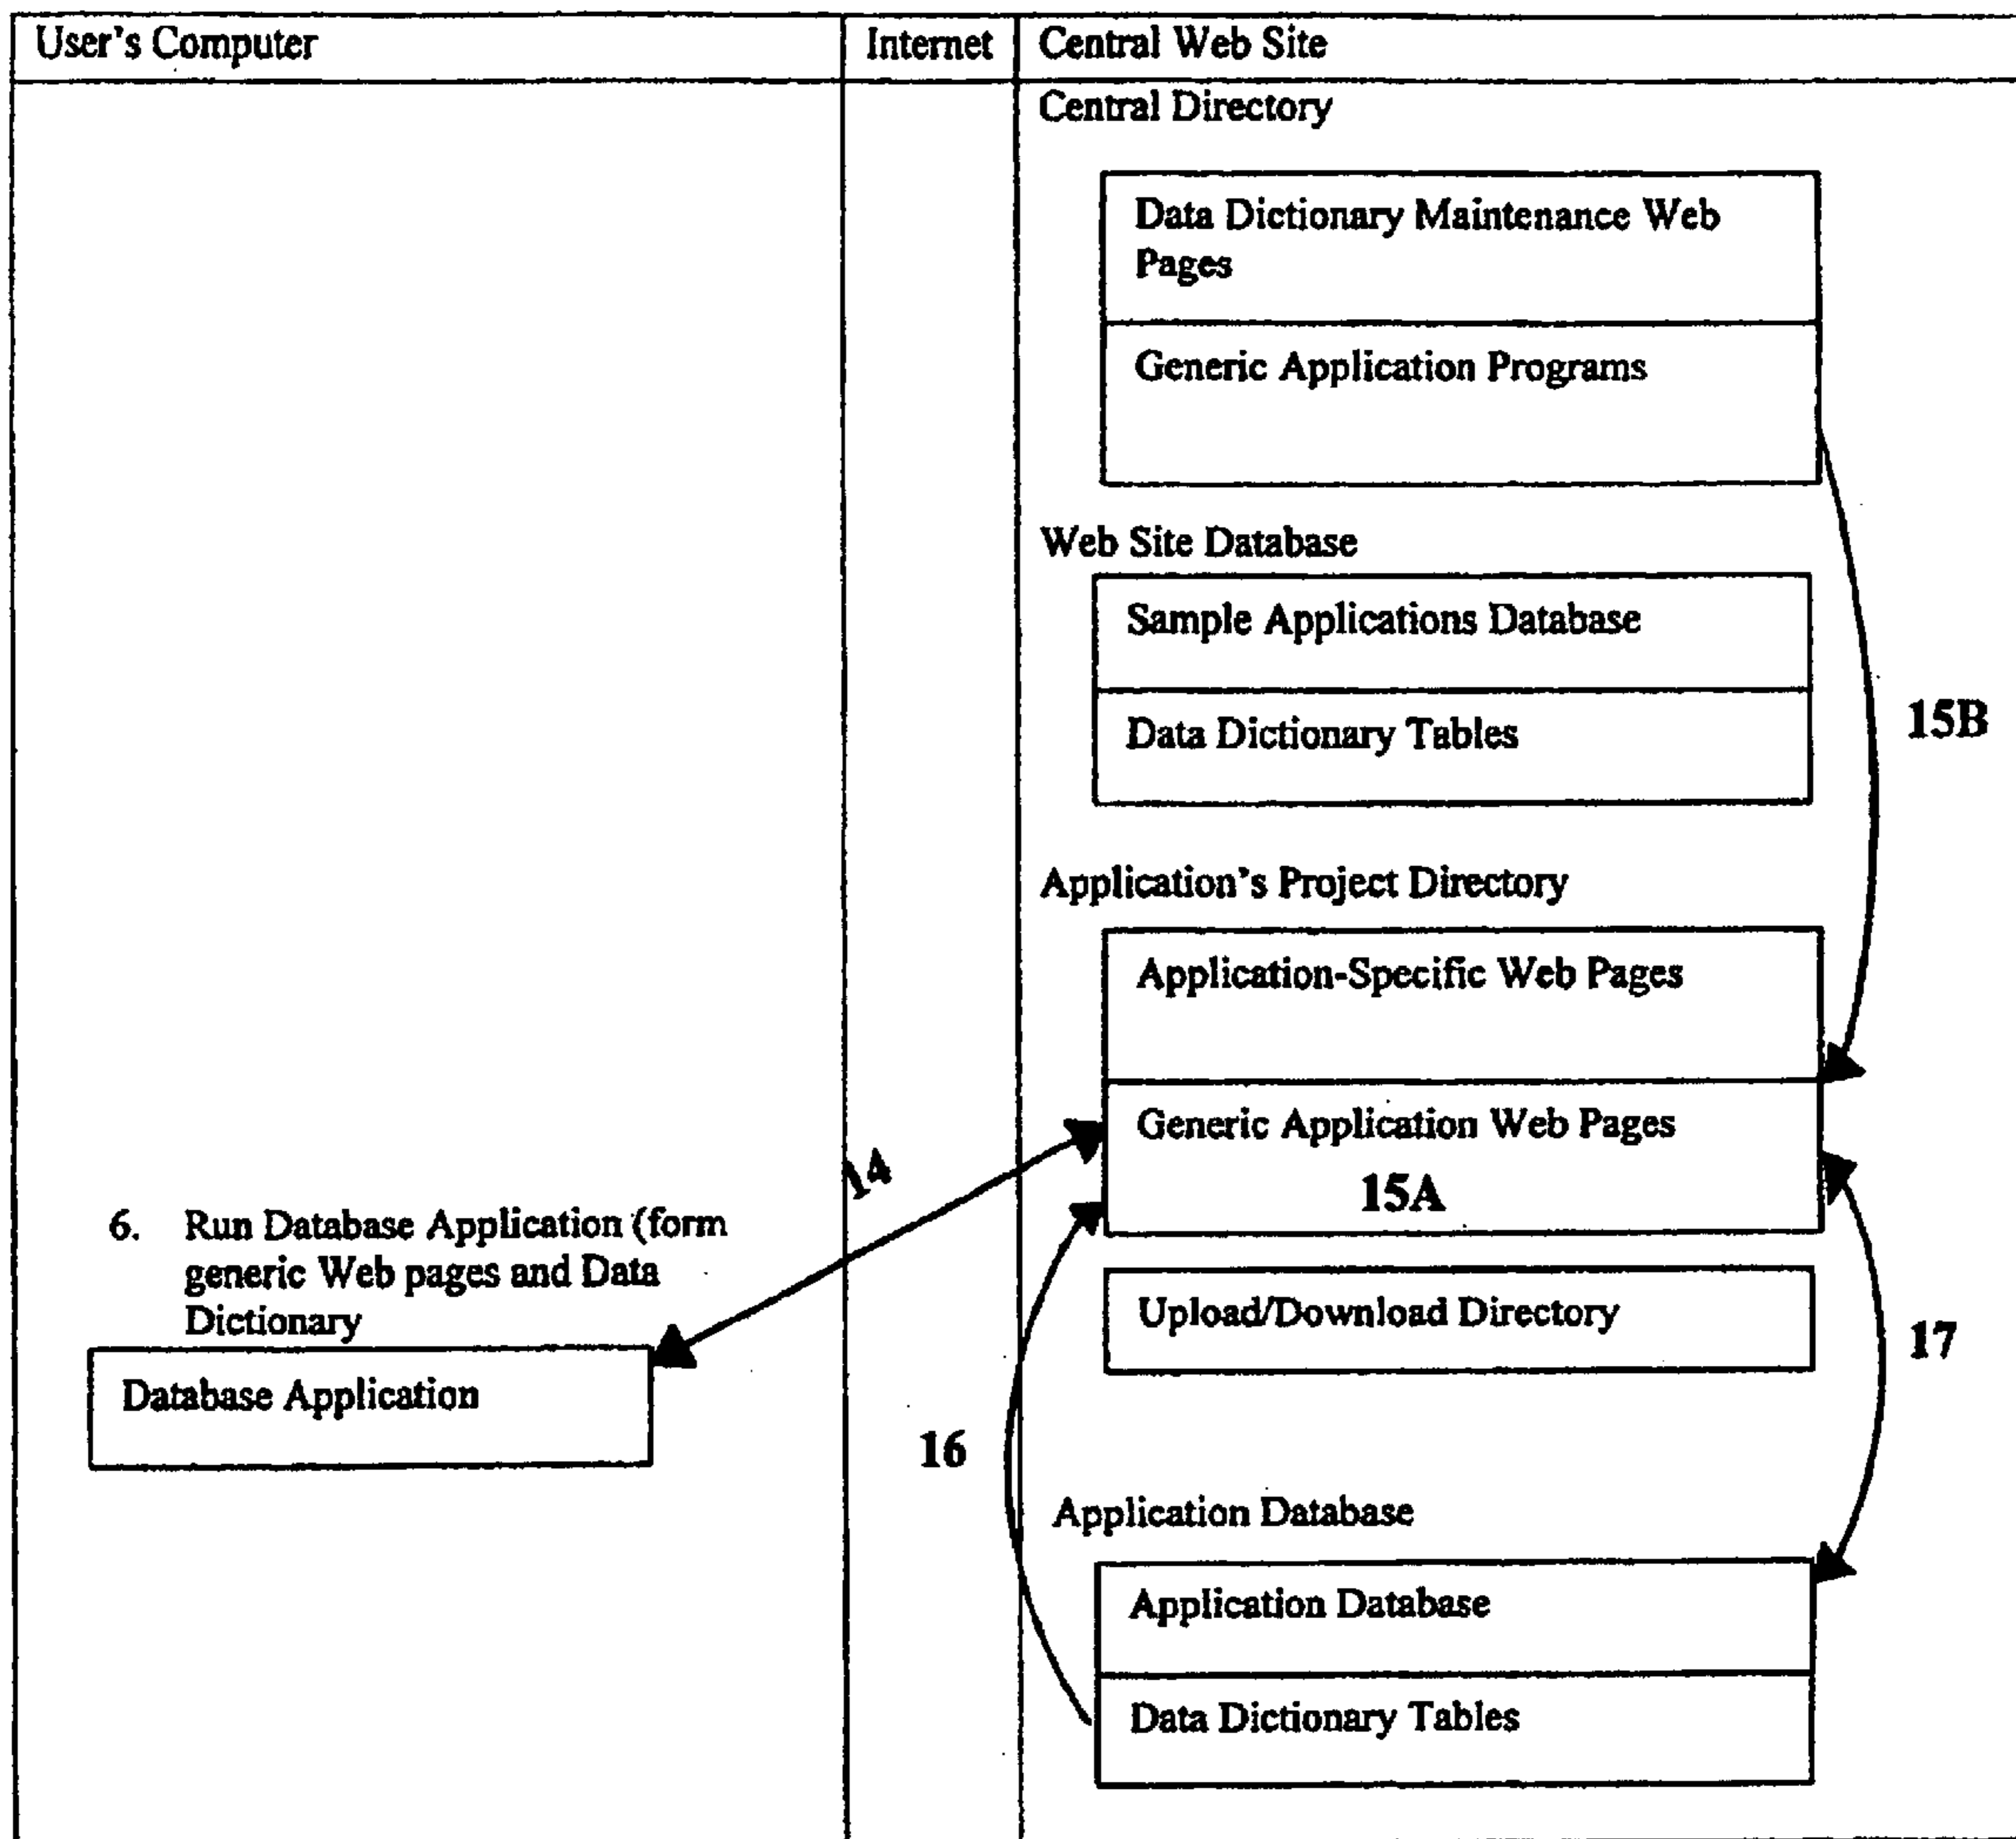 User's Computer
Internet
Central Web Site
Central Directory
Data Dictionary Maintenance Web
Pages
Generic Application Programs
Web Site Database
Sample Applications Database
Data Dictionary Tables
15B
Application's Project Directory
Application-Specific Web Pages
Generic Application Web Pages
15A
14
6. Run Database Application (form
generic Web pages and Data
Dictionary
Database Application
Upload/Download Directory
17
16
Application Database
Application Database
Data Dictionary Tables